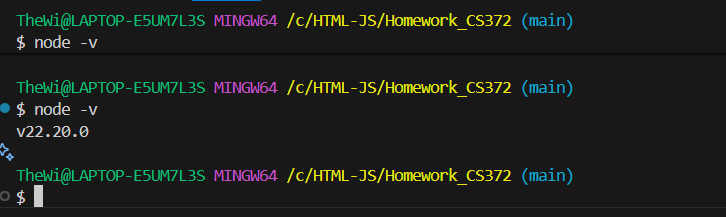 TheWi@LAPTOP-E5UM7L3S MINGW64 /c/HTML-JS/Homework_CS372 (main)
$ node -v
TheWi@LAPTOP-E5UM7L3S MINGW64 /c/HTML-JS/Homework_CS372 (main)
$ node -v
v22.20.0
TheWi@LAPTOP-E5UM7L3S MINGW64 /c/HTML-JS/Homework_CS372 (main)
$